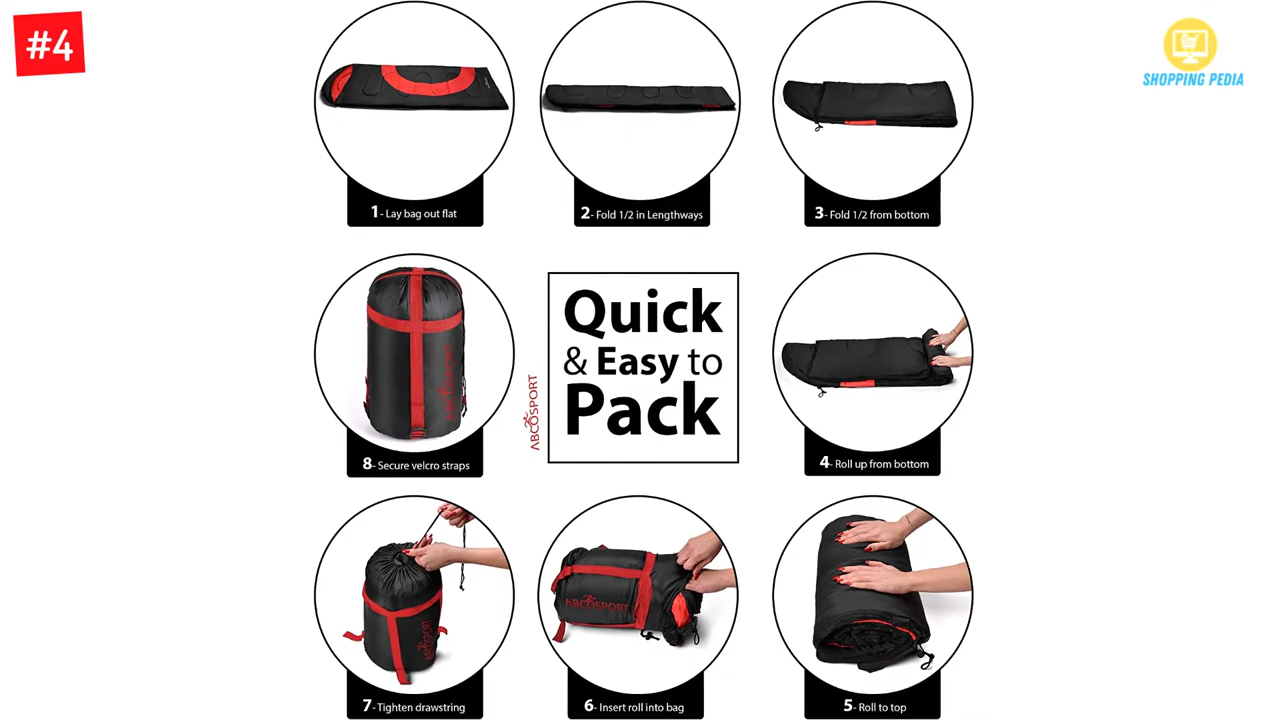 #4
SHOPPING PEDIA
1- Lay bag out flat
2- Fold 1/2 in Lengthways
3- Fold 1/2 from bottom
Quick
& Easy to
Pack
ABCOSPORT
4- Roll up from bottom
8- Secure velcro straps
ABCOSPORT
ABCOSPORT
7- Tighten drawstring
6- Insert roll into bag
5- Roll to top